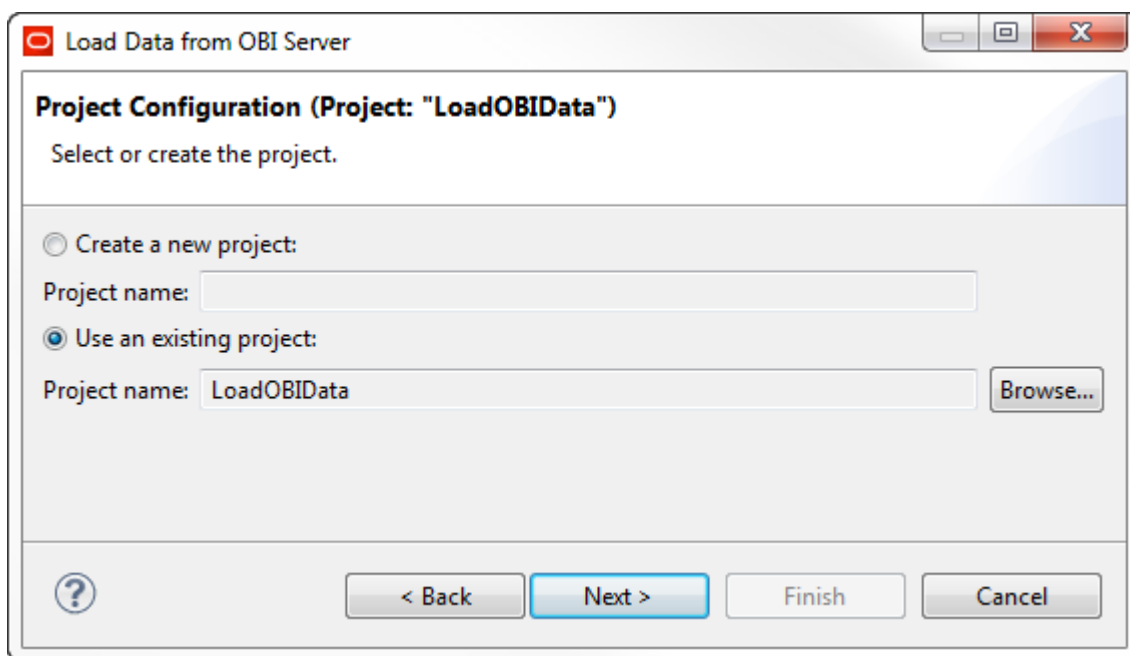 Load Data from OBI Server
Project Configuration (Project: "LoadOBIData")
Select or create the project.
Create a new project:
Project name:
Use an existing project:
Project name: LoadOBIData Browse...
? < Back Next > Finish Cancel